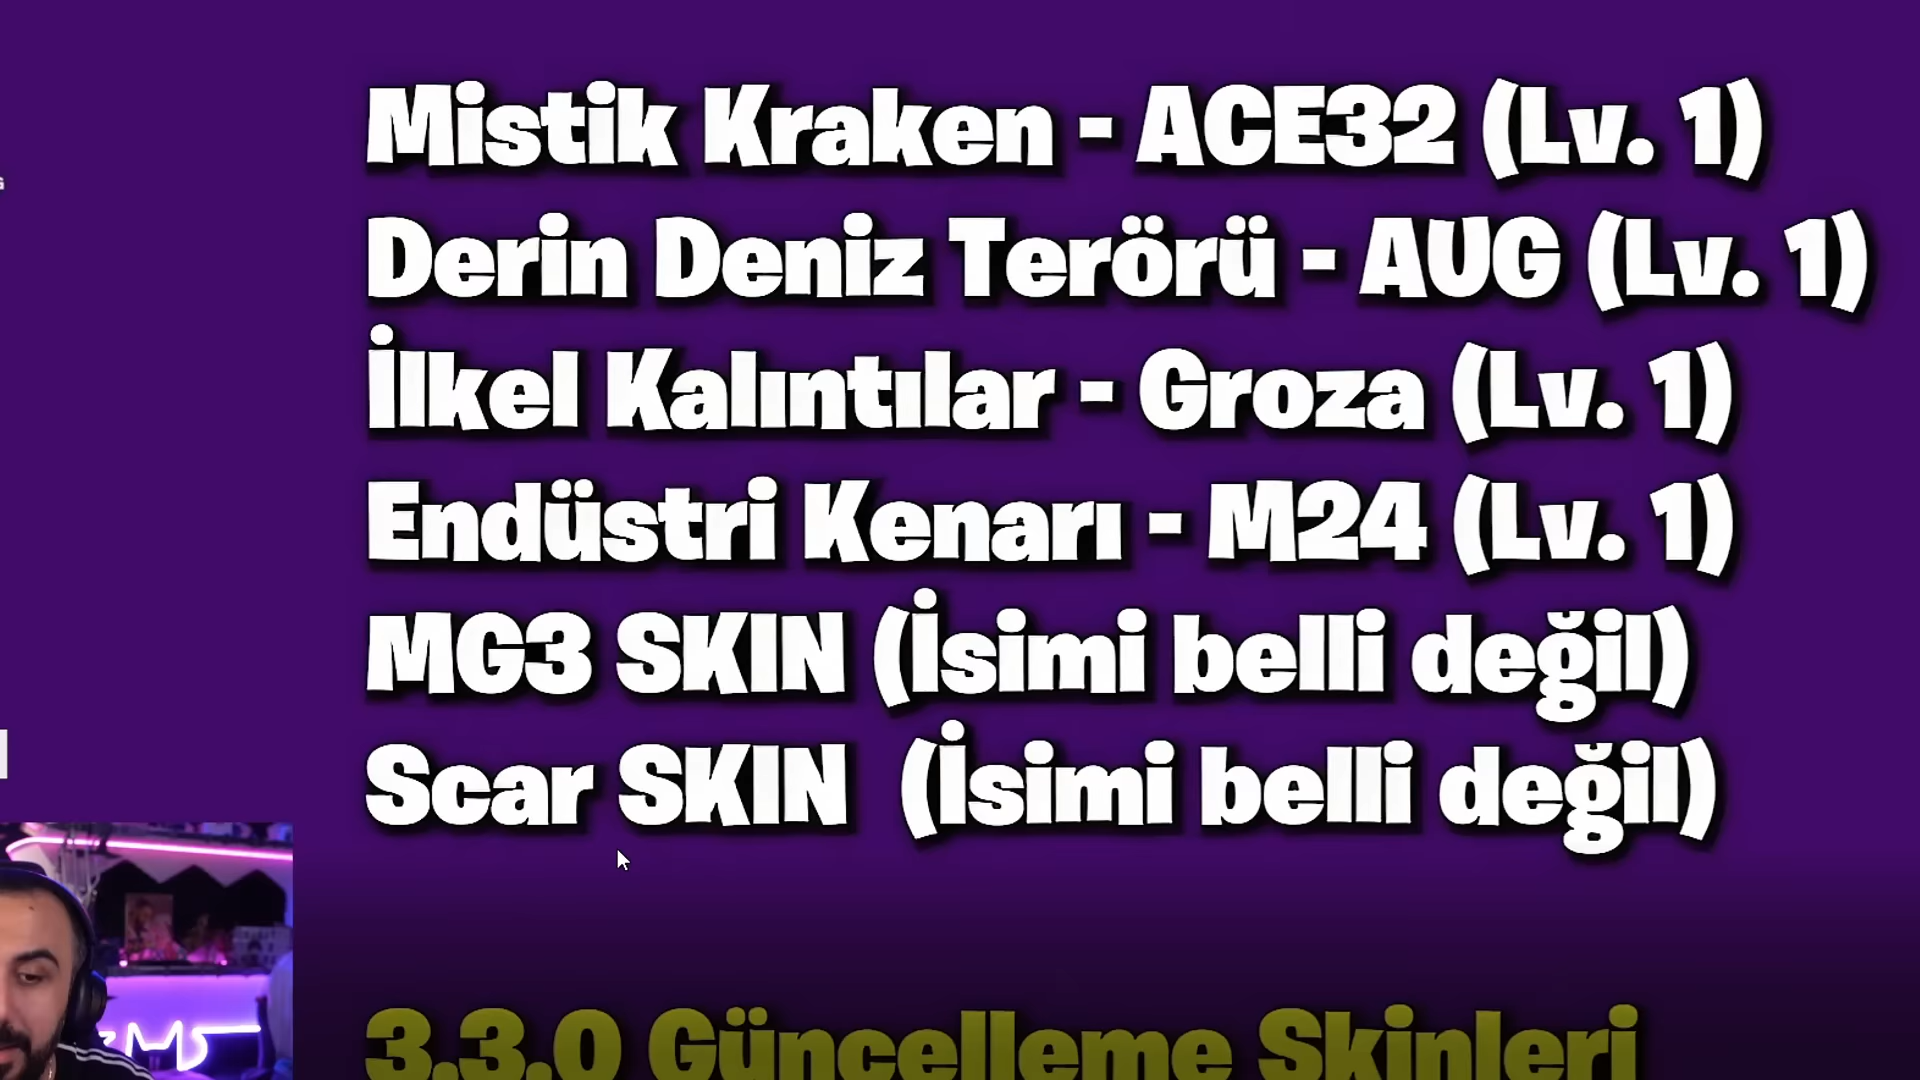 Mistik Kraken - ACE32 (Lv. 1)
Derin Deniz Terörü - AUG (Lv. 1)
İlkel Kalıntılar - Groza (Lv. 1)
Endüstri Kenarı - M24 (Lv. 1)
MG3 SKIN (İsimi belli değil)
Scar SKIN (İsimi belli değil)
3.3.0 Güncelleme Skinleri